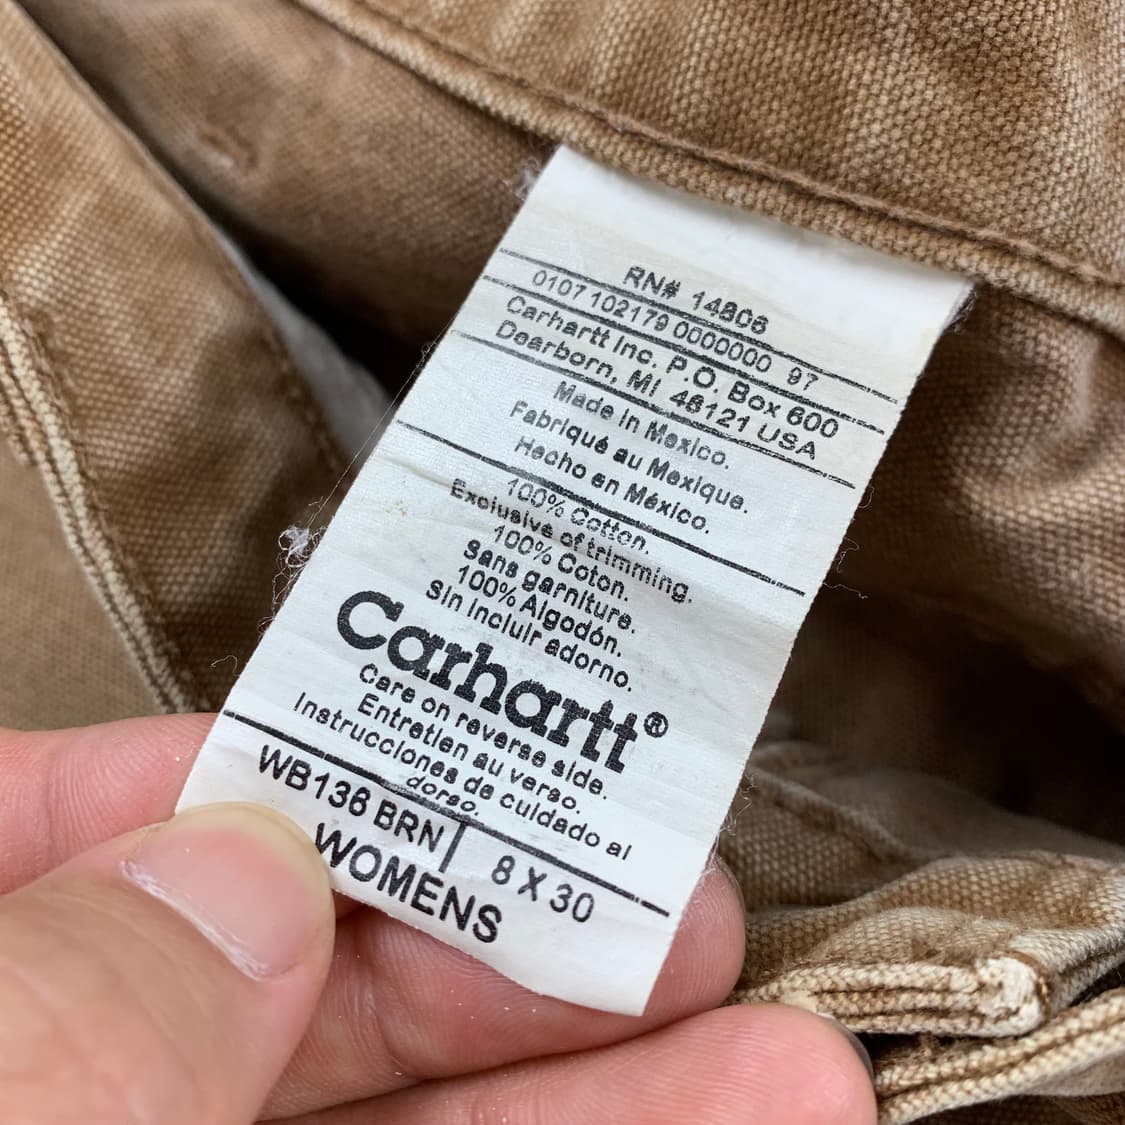 RN# 14806
0107 102179 0000000 97
Carhartt Inc. P.O. Box 600
Dearborn, MI 48121 USA
Made in Mexico.
Fabriqué au Mexique.
Hecho en México.
100% Cotton.
Exclusive of trimming.
100% Coton.
Sans garniture.
100% Algodón.
Sin incluir adorno.
Carhartt®
Care on reverse side.
Entretien au verso.
Instrucciones de cuidado al
dorso.
WB136 BRN 8 X 30
WOMENS